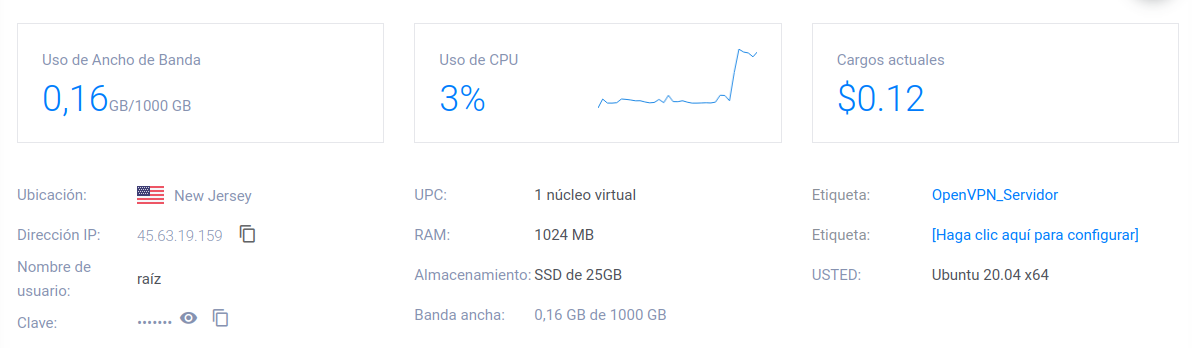 Uso de Ancho de Banda
0,16GB/1000 GB
Uso de CPU
3%
Cargos actuales
$0.12
Ubicación: New Jersey
Dirección IP: 45.63.19.159
Nombre de
usuario: raíz
Clave: •••••••
UPC: 1 núcleo virtual
RAM: 1024 MB
Almacenamiento: SSD de 25GB
Banda ancha: 0,16 GB de 1000 GB
Etiqueta: OpenVPN_Servidor
Etiqueta: [Haga clic aquí para configurar]
USTED: Ubuntu 20.04 x64